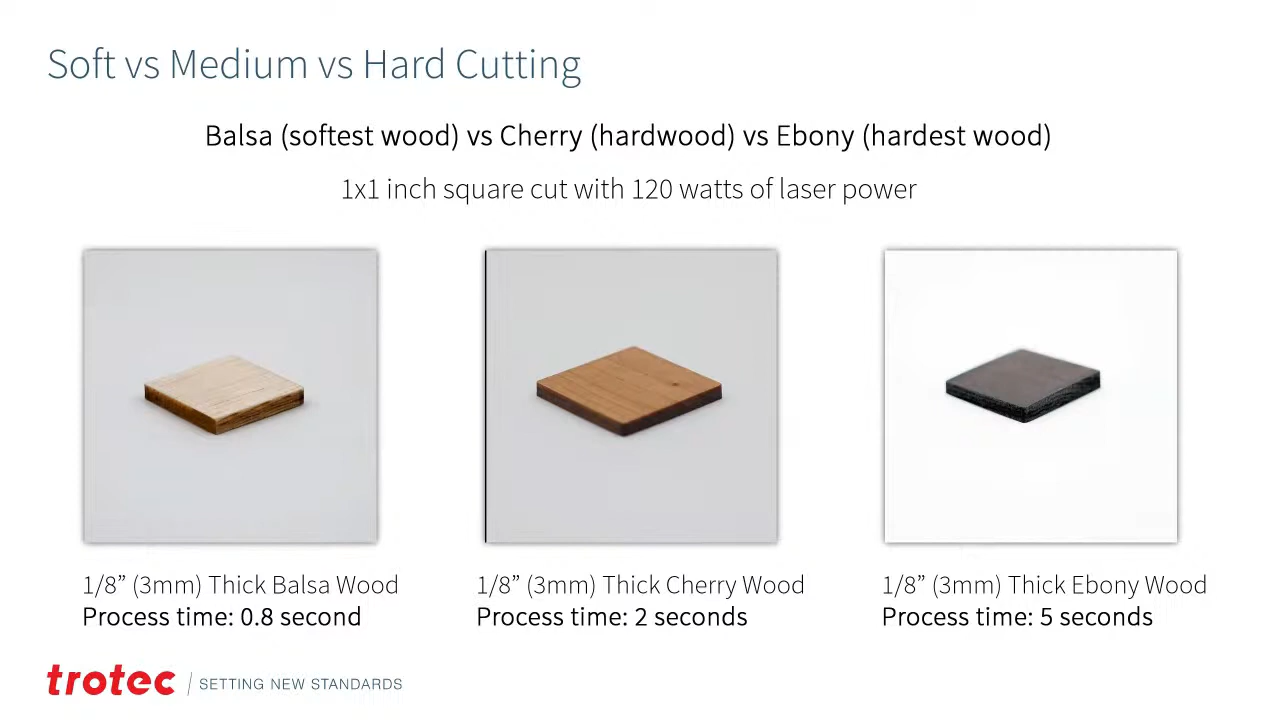 Soft vs Medium vs Hard Cutting
Balsa (softest wood) vs Cherry (hardwood) vs Ebony (hardest wood)
1x1 inch square cut with 120 watts of laser power
1/8” (3mm) Thick Balsa Wood
Process time: 0.8 second
1/8” (3mm) Thick Cherry Wood
Process time: 2 seconds
1/8” (3mm) Thick Ebony Wood
Process time: 5 seconds
trotec | SETTING NEW STANDARDS